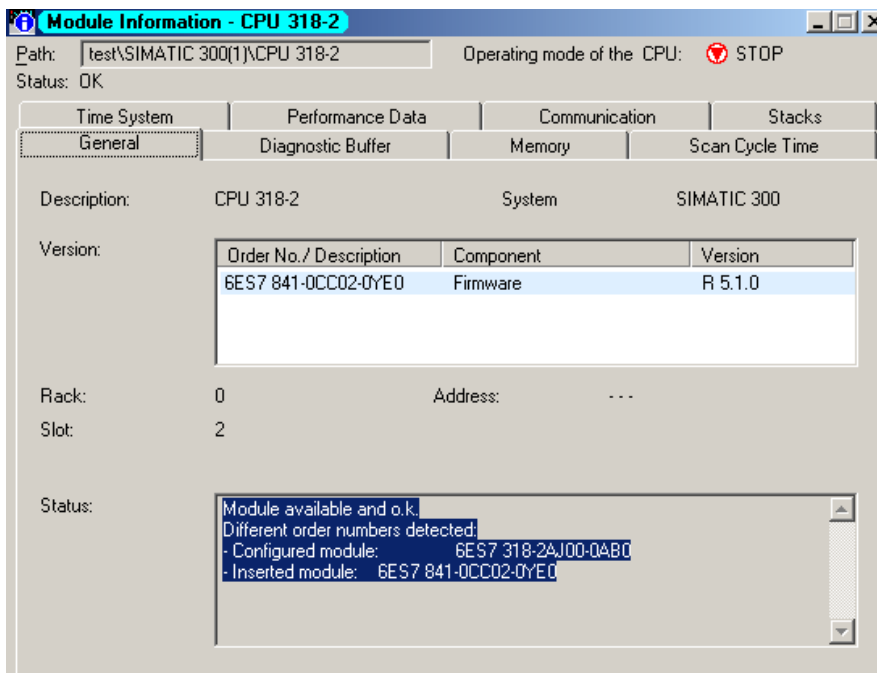 Module Information - CPU 318-2
Path: test\SIMATIC 300(1)\CPU 318-2 Operating mode of the CPU: STOP
Status: OK
Time System Performance Data Communication Stacks
General Diagnostic Buffer Memory Scan Cycle Time
Description: CPU 318-2 System SIMATIC 300
Version:
Order No./ Description Component Version
6ES7 841-0CC02-0YE0 Firmware R 5.1.0
Rack: 0 Address: - - -
Slot: 2
Status:
Module available and o.k.
Different order numbers detected:
- Configured module: 6ES7 318-2AJ00-0AB0
- Inserted module: 6ES7 841-0CC02-0YE0